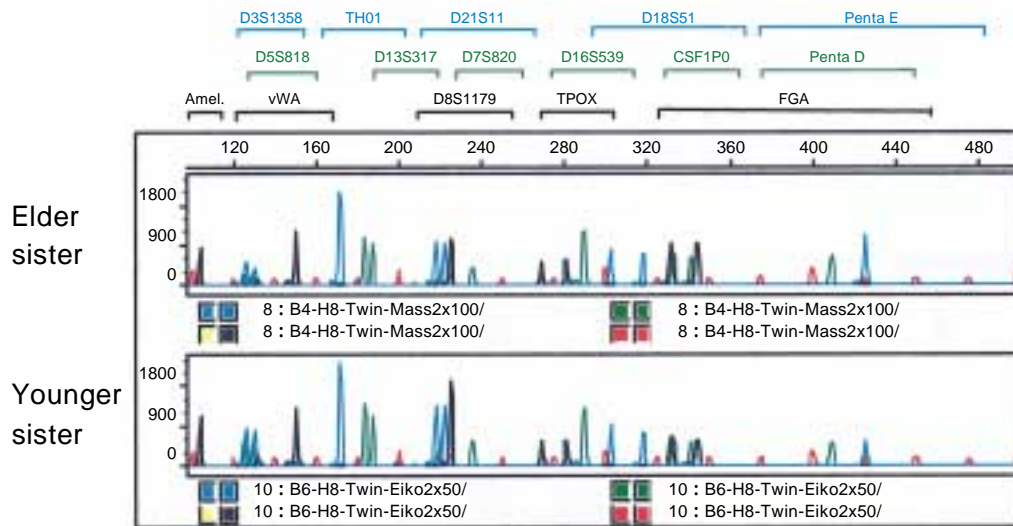 D3S1358 TH01 D21S11 D18S51 Penta E
D5S818 D13S317 D7S820 D16S539 CSF1P0 Penta D
Amel. vWA D8S1179 TPOX FGA
120 160 200 240 280 320 360 400 440 480
Elder sister
1800
900
0
8 : B4-H8-Twin-Mass2x100/ 8 : B4-H8-Twin-Mass2x100/
8 : B4-H8-Twin-Mass2x100/ 8 : B4-H8-Twin-Mass2x100/
Younger sister
1800
900
0
10 : B6-H8-Twin-Eiko2x50/ 10 : B6-H8-Twin-Eiko2x50/
10 : B6-H8-Twin-Eiko2x50/ 10 : B6-H8-Twin-Eiko2x50/